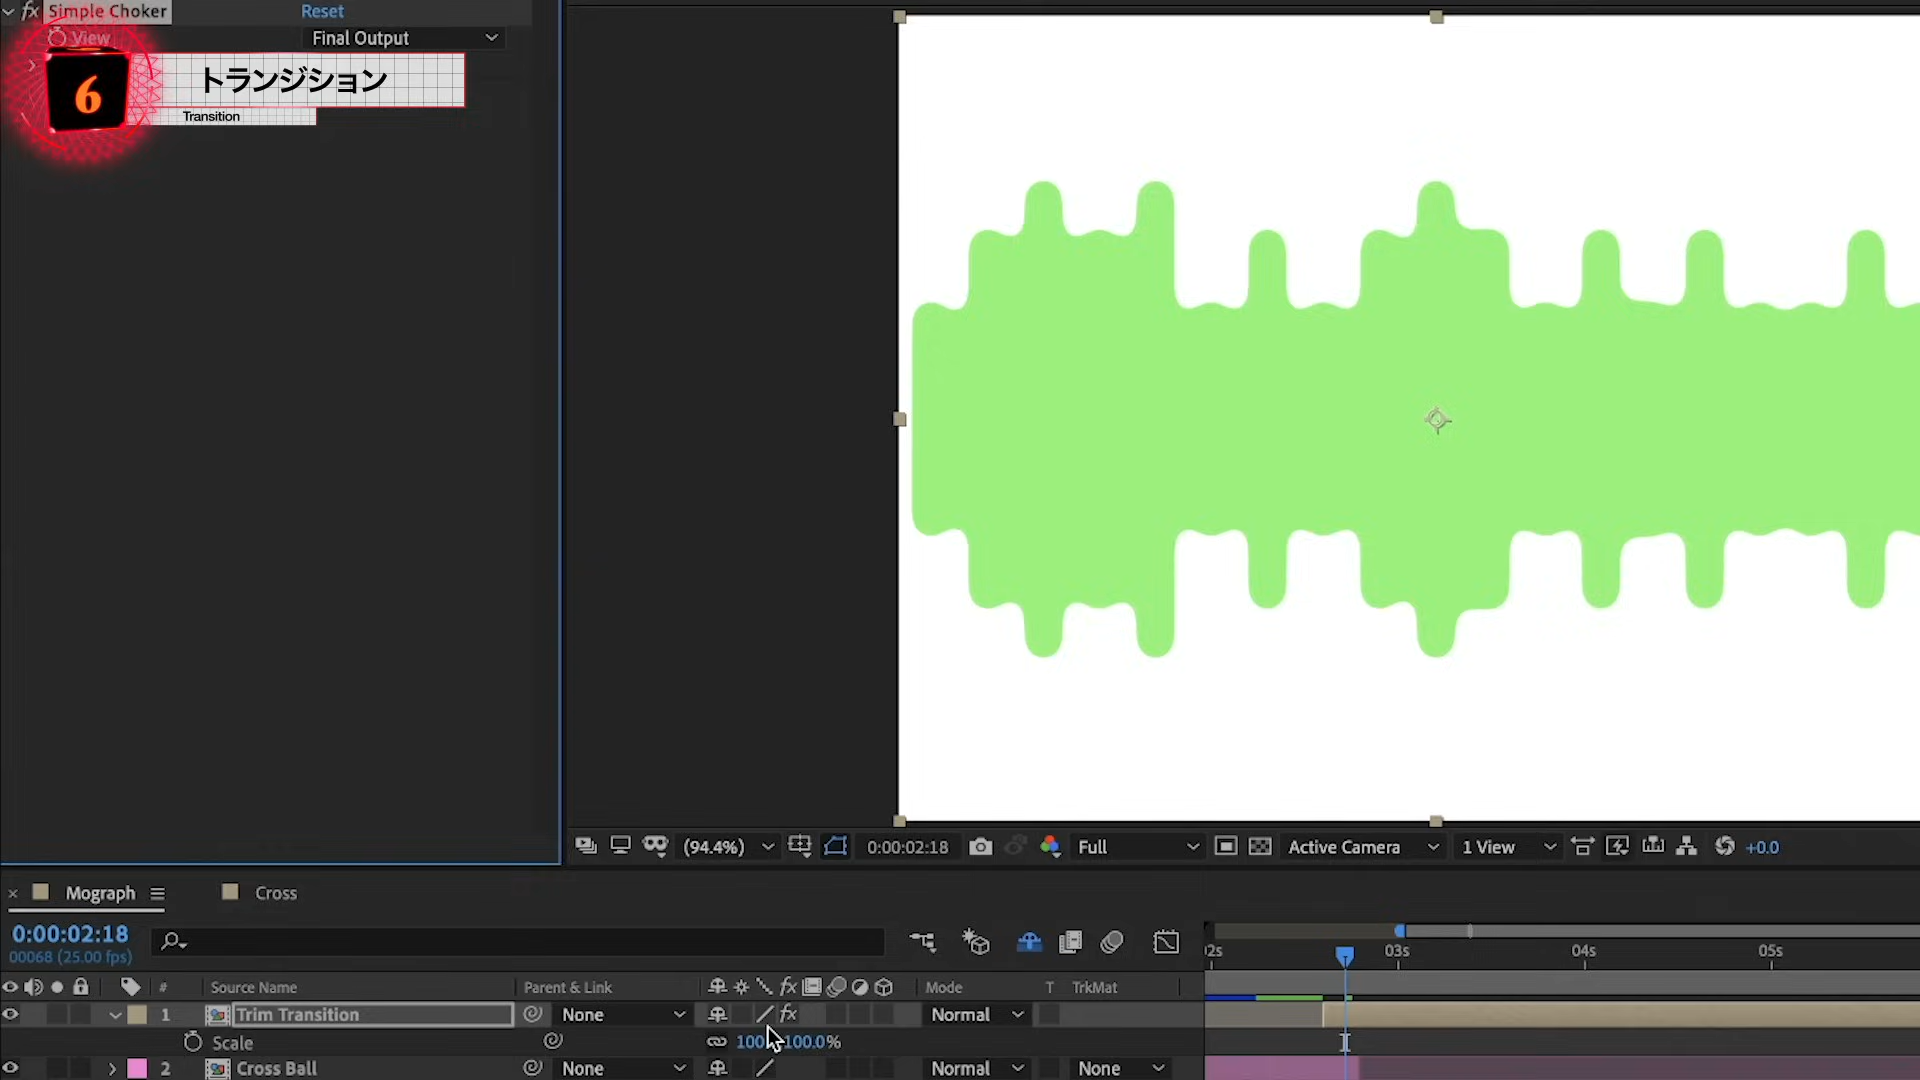 fx Simple Choker Reset
View Final Output
6 トランジション
Transition
(94.4%) 0:00:02:18 Full Active Camera 1 View +0.0
Mograph Cross
0:00:02:18
00068 (25.00 fps)
02s 03s 04s 05s
# Source Name Parent & Link fx Mode T TrkMat
1 Trim Transition None fx Normal
Scale 100.0%
2 Cross Ball None Normal None